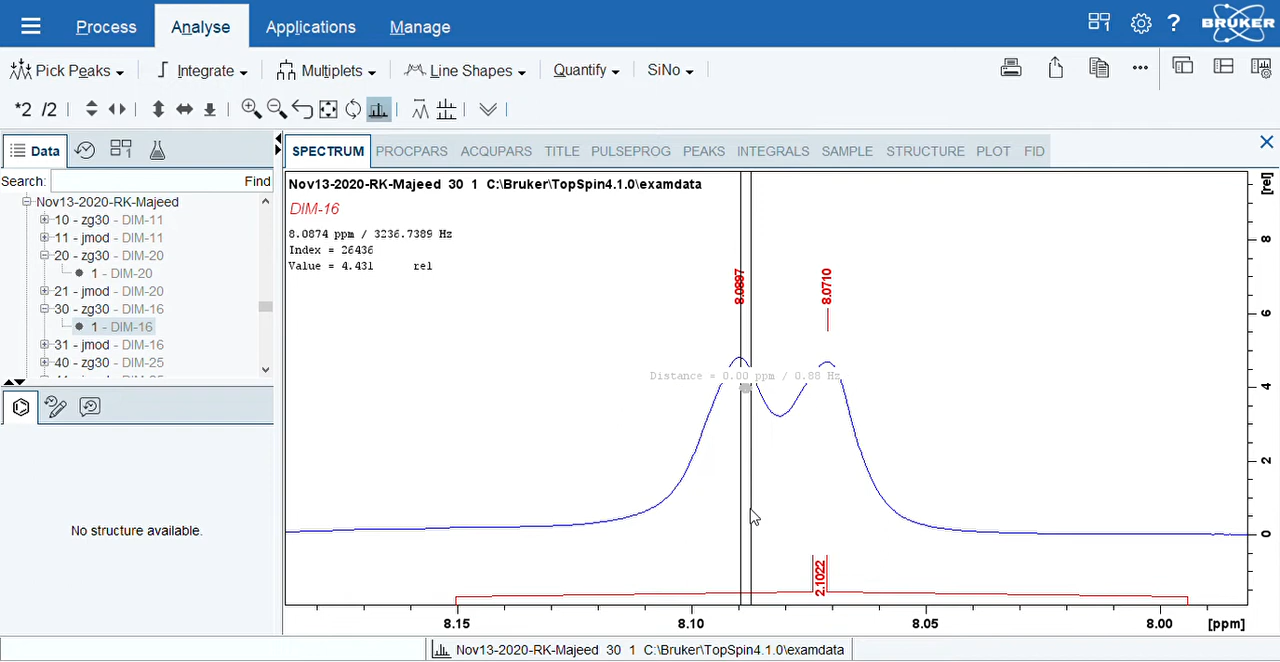 Process Analyse Applications Manage ? BRUKER
Pick Peaks Integrate Multiplets Line Shapes Quantify SiNo
*2 /2
Data SPECTRUM PROCPARS ACQUPARS TITLE PULSEPROG PEAKS INTEGRALS SAMPLE STRUCTURE PLOT FID
Search: Find
Nov13-2020-RK-Majeed
10 - zg30 - DIM-11
11 - jmod - DIM-11
20 - zg30 - DIM-20
1 - DIM-20
21 - jmod - DIM-20
30 - zg30 - DIM-16
1 - DIM-16
31 - jmod - DIM-16
40 - zg30 - DIM-25
No structure available.
Nov13-2020-RK-Majeed 30 1 C:\Bruker\TopSpin4.1.0\examdata
DIM-16
8.0874 ppm / 3236.7389 Hz
Index = 26436
Value = 4.431 rel
8.0897
8.0710
Distance = 0.00 ppm / 0.88 Hz
2.1022
[rel]
8
6
4
2
0
8.15 8.10 8.05 8.00 [ppm]
Nov13-2020-RK-Majeed 30 1 C:\Bruker\TopSpin4.1.0\examdata